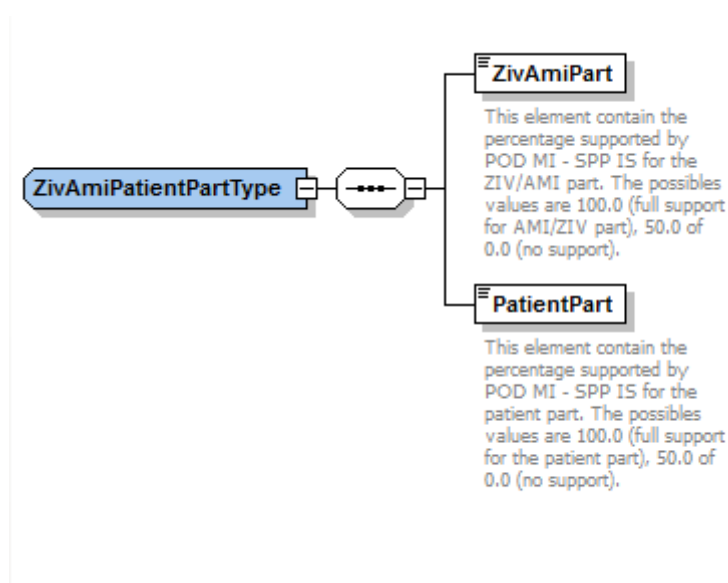 ZivAmiPart
This element contain the
percentage supported by
POD MI - SPP IS for the
ZIV/AMI part. The possibles
values are 100.0 (full support
for AMI/ZIV part), 50.0 of
0.0 (no support).
ZivAmiPatientPartType
PatientPart
This element contain the
percentage supported by
POD MI - SPP IS for the
patient part. The possibles
values are 100.0 (full support
for the patient part), 50.0 of
0.0 (no support).